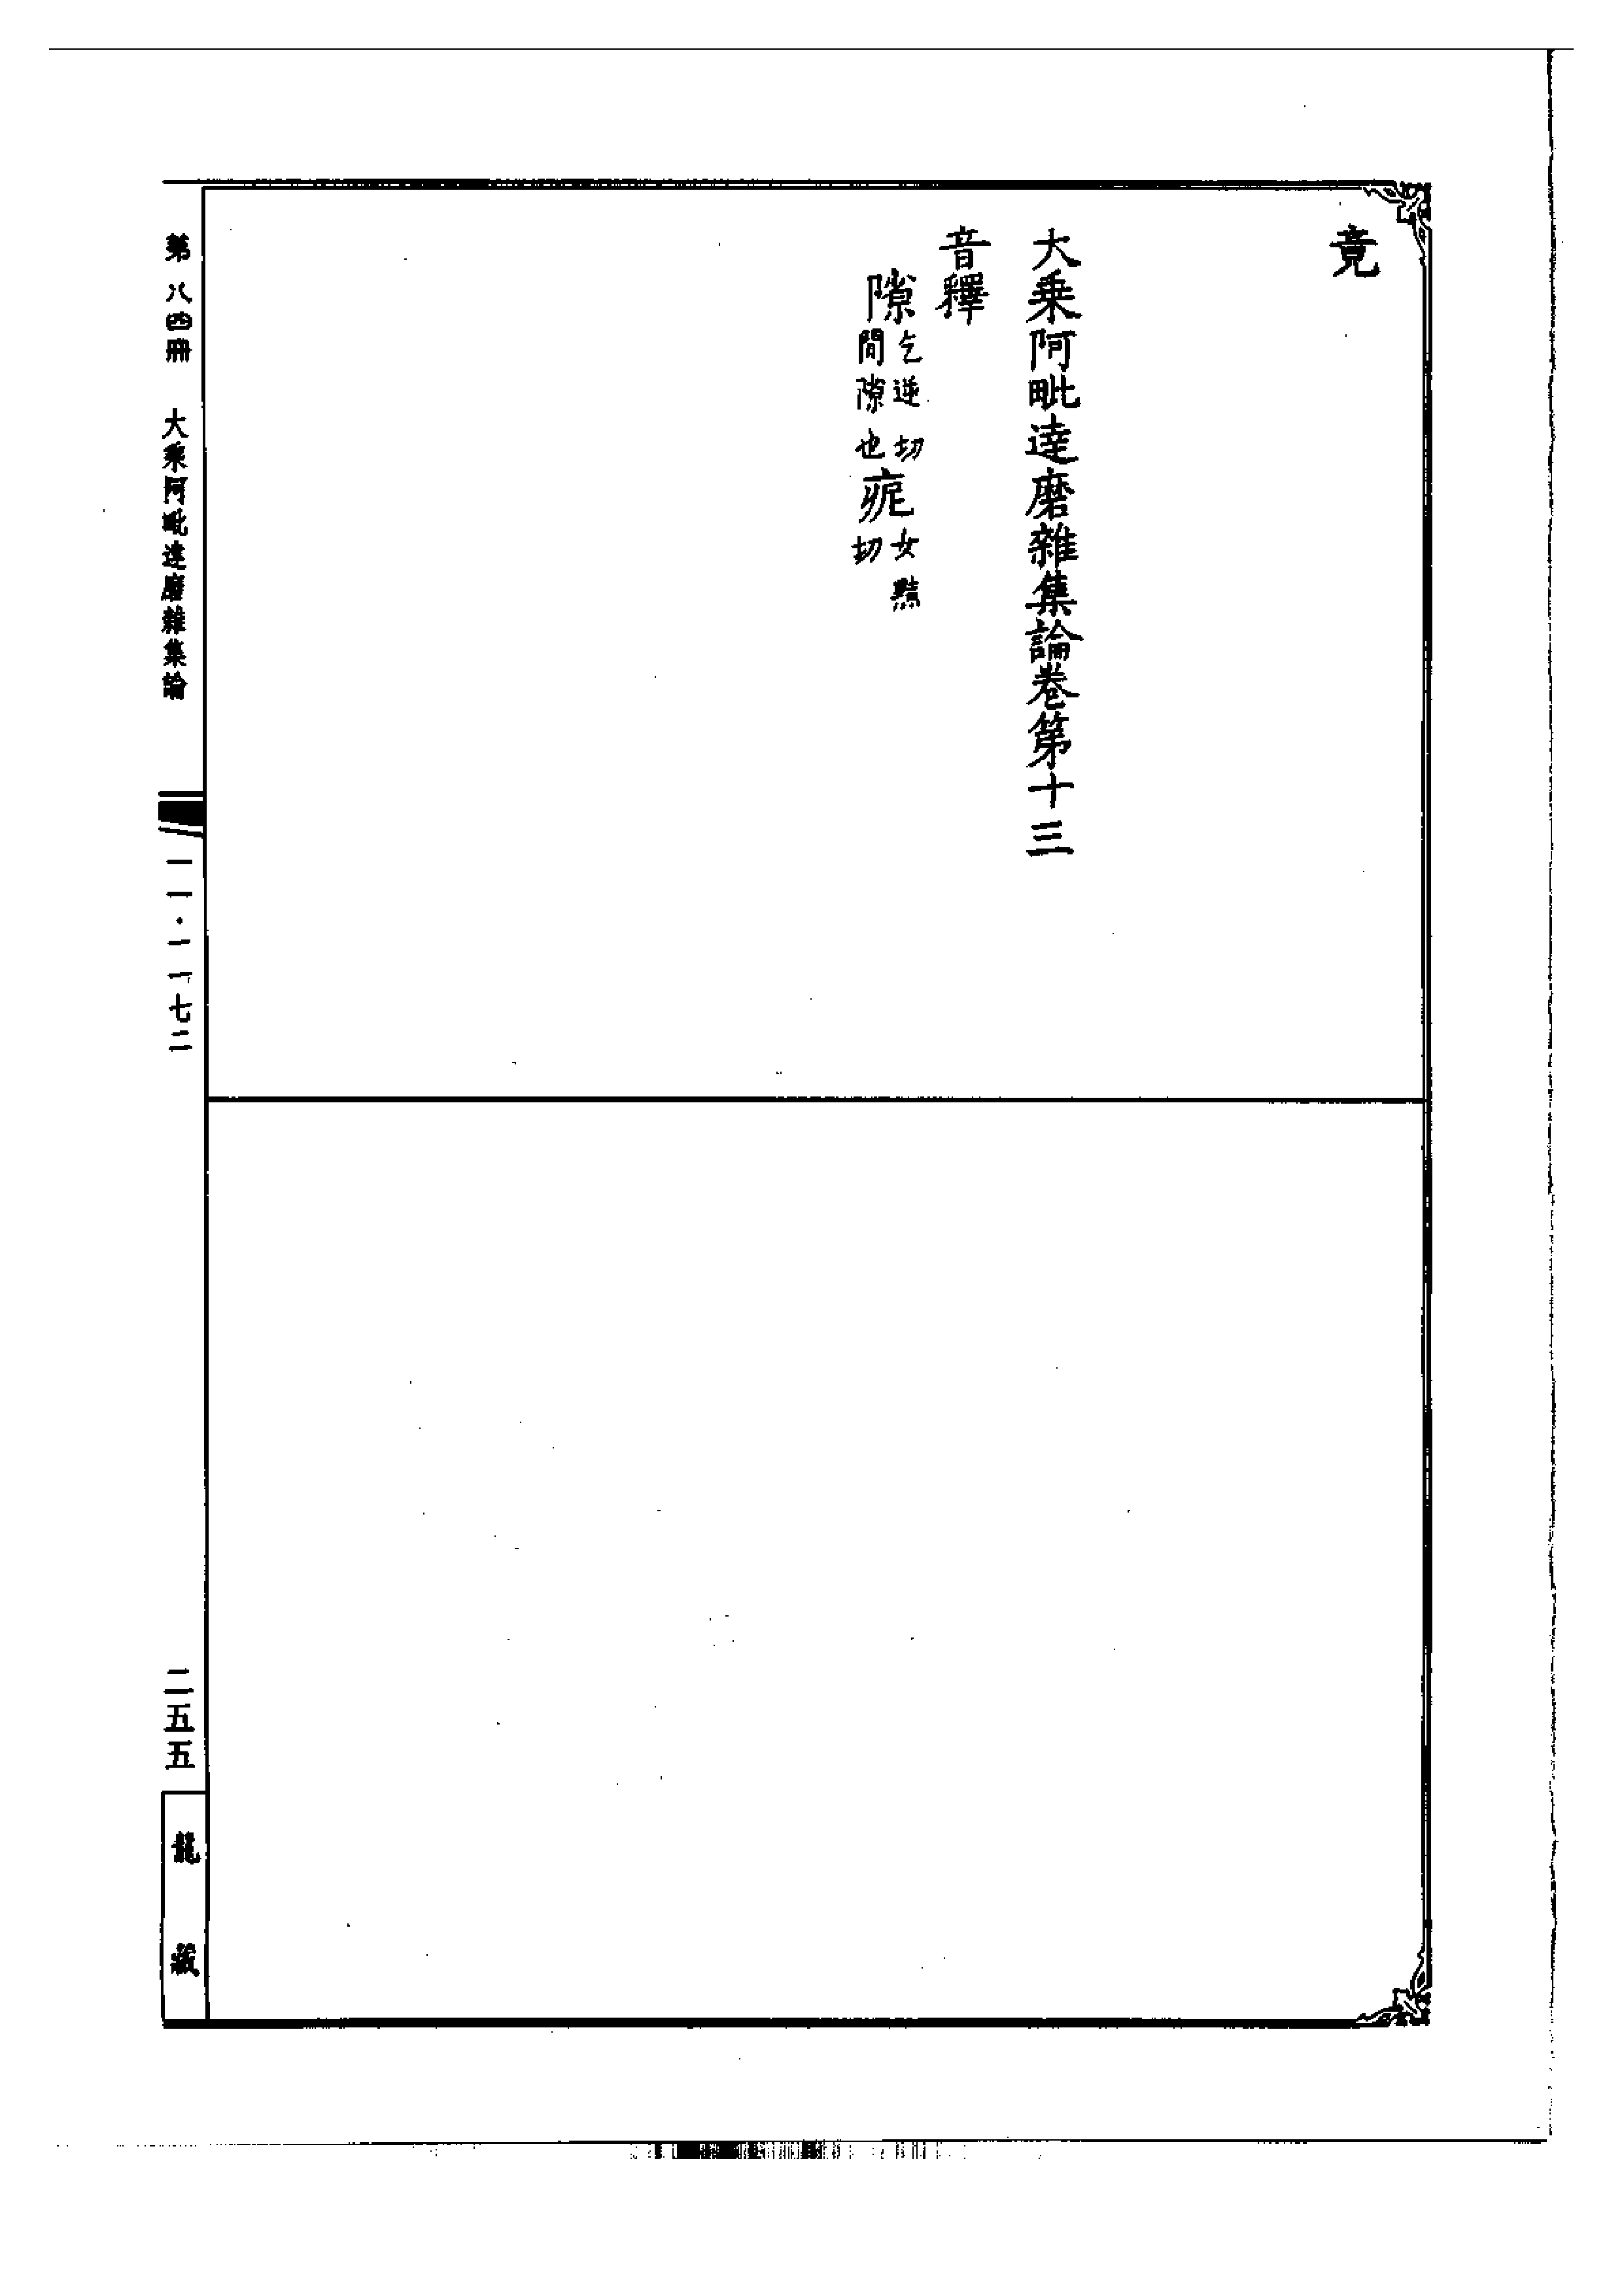 竟
大乘阿毗達磨雜集論卷第十三
音釋
隙乞逆切間隙也疪女黠切
第八四冊 大乘阿毗達磨雜集論 一一·一一七二 二五五 龍藏